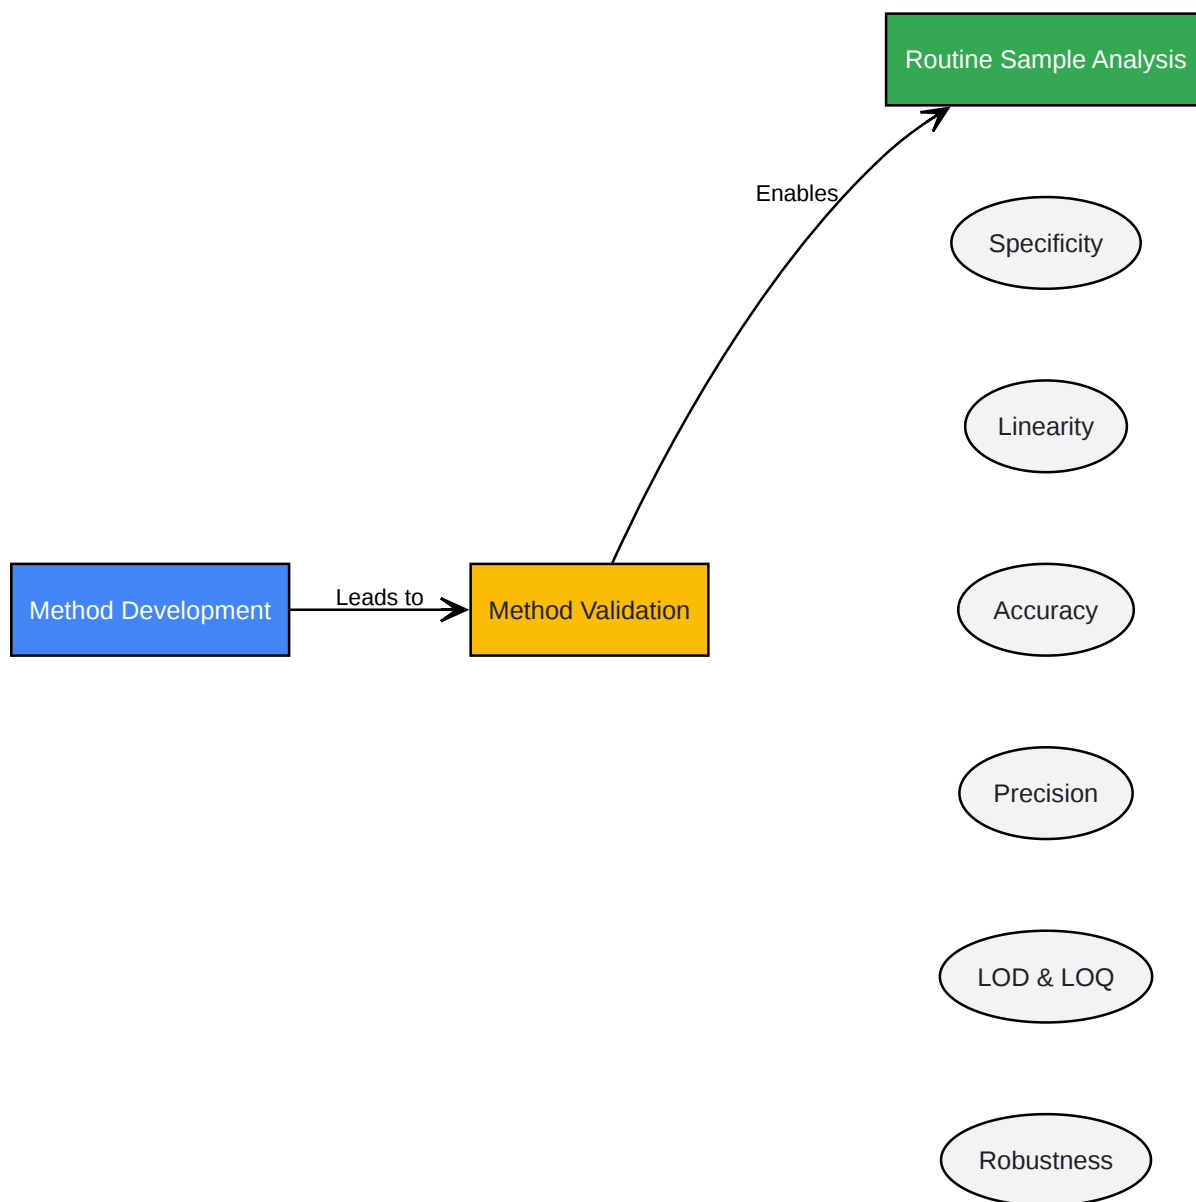 Routine Sample Analysis
Enables
Specificity
Linearity
Method Development
Leads to
Method Validation
Accuracy
Precision
LOD & LOQ
Robustness